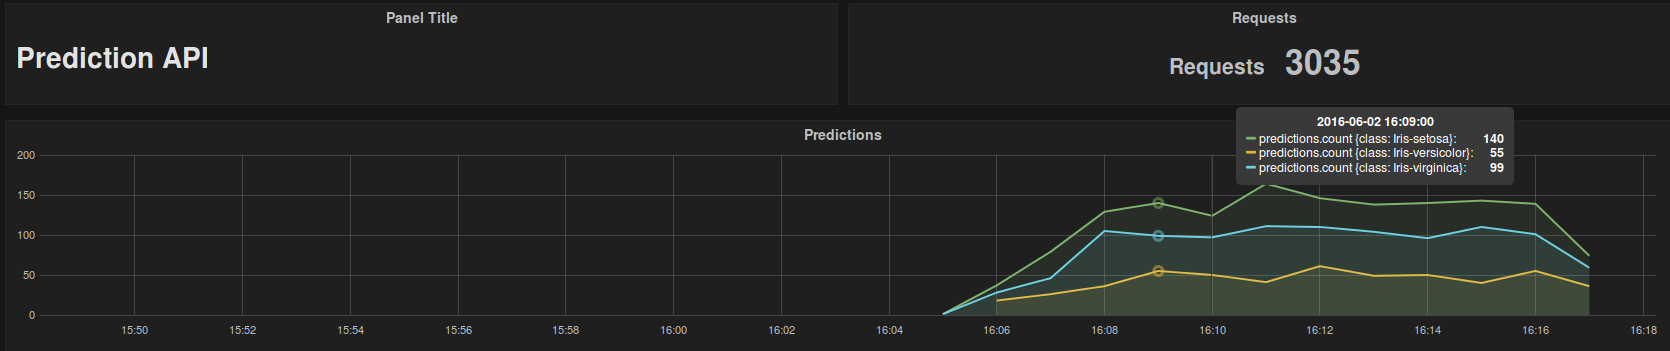 Panel Title
Prediction API
Requests
Requests 3035
Predictions
2016-06-02 16:09:00
predictions.count {class: Iris-setosa}: 140
predictions.count {class: Iris-versicolor}: 55
predictions.count {class: Iris-virginica}: 99
200
150
100
50
0
15:50 15:52 15:54 15:56 15:58 16:00 16:02 16:04 16:06 16:08 16:10 16:12 16:14 16:16 16:18